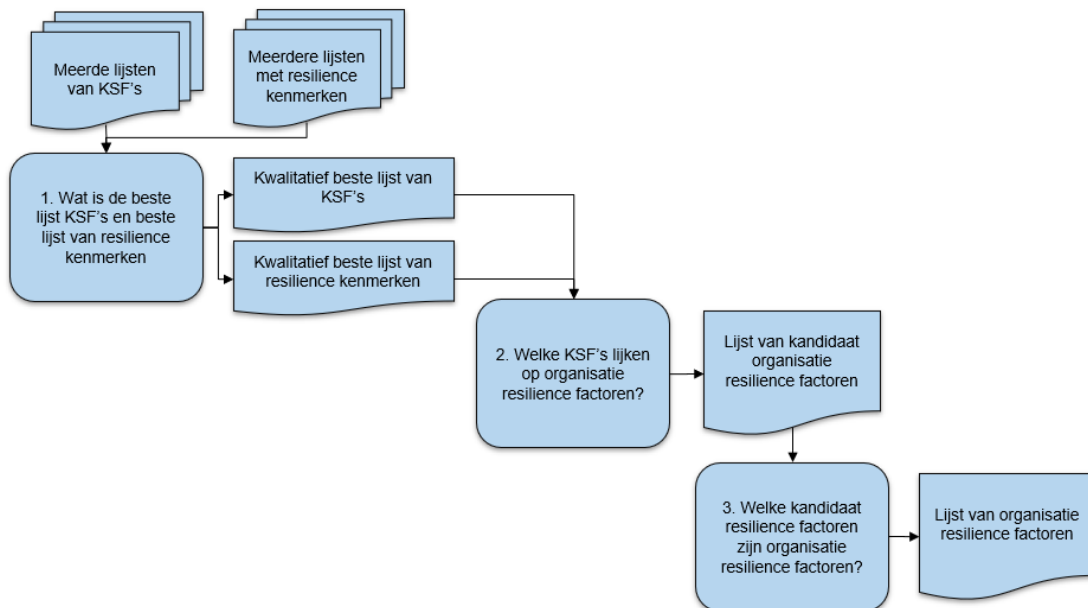 Meerde lijsten
van KSF's
Meerdere lijsten
met resilience
kenmerken
1. Wat is de beste
lijst KSF's en beste
lijst van resilience
kenmerken
Kwalitatief beste lijst van
KSF's
Kwalitatief beste lijst van
resilience kenmerken
2. Welke KSF's lijken
op organisatie
resilience factoren?
Lijst van kandidaat
organisatie
resilience factoren
3. Welke kandidaat
resilience factoren
zijn organisatie
resilience factoren?
Lijst van organisatie
resilience factoren